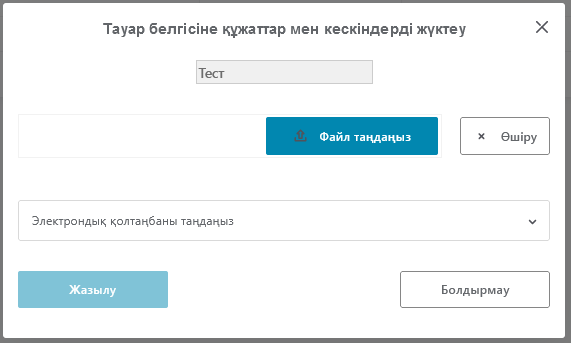 Тауар белгісіне құжаттар мен кескіндерді жүктеу
Тест
Файл таңдаңыз
Өшіру
Электрондық қолтаңбаны таңдаңыз
Жазылу
Болдырмау